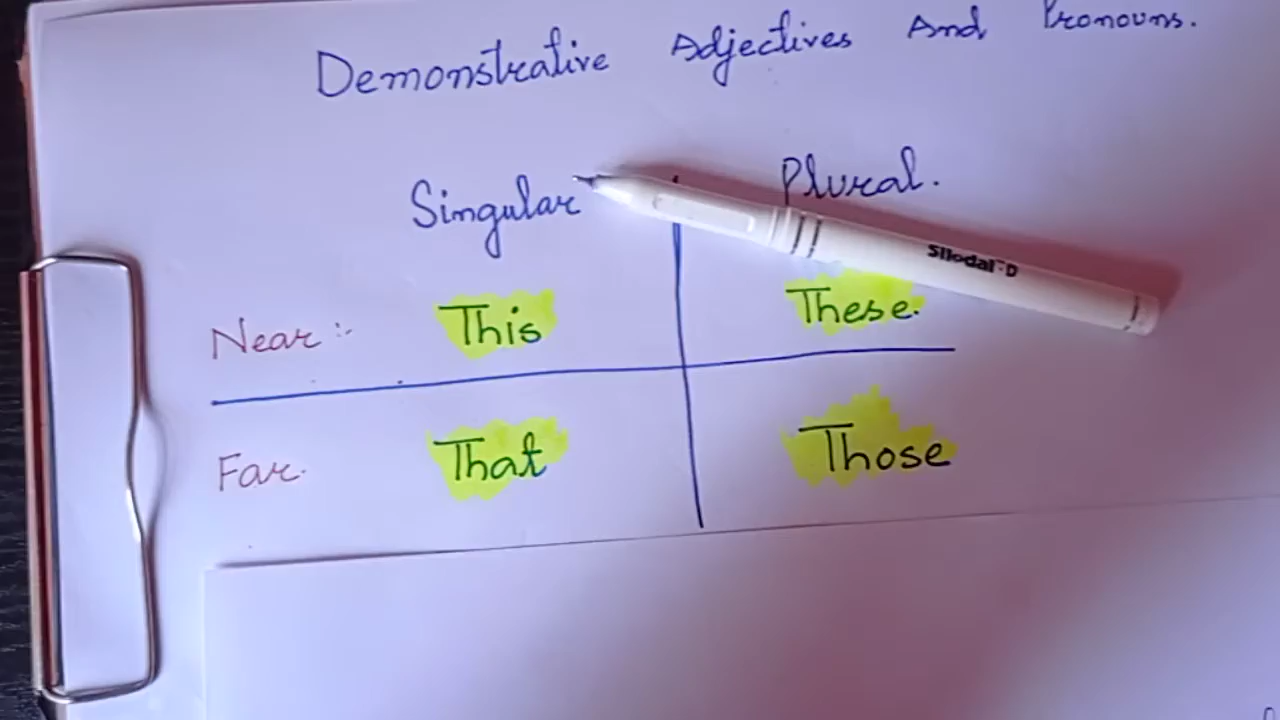 Demonstrative Adjectives And Pronouns.
Singular Plural.
Silodal-D
Near :- This These.
Far. That Those